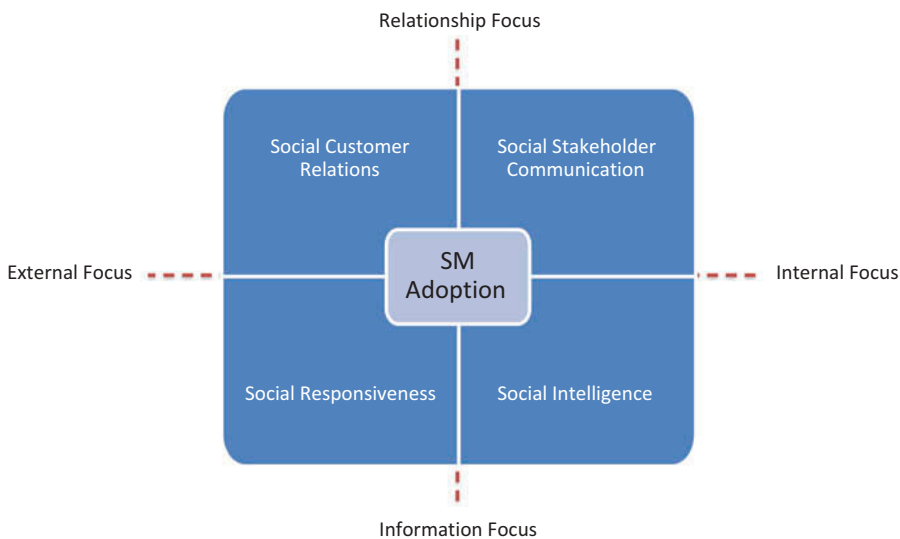 Relationship Focus
Social Customer
Relations
Social Stakeholder
Communication
External Focus
SM
Adoption
Internal Focus
Social Responsiveness
Social Intelligence
Information Focus